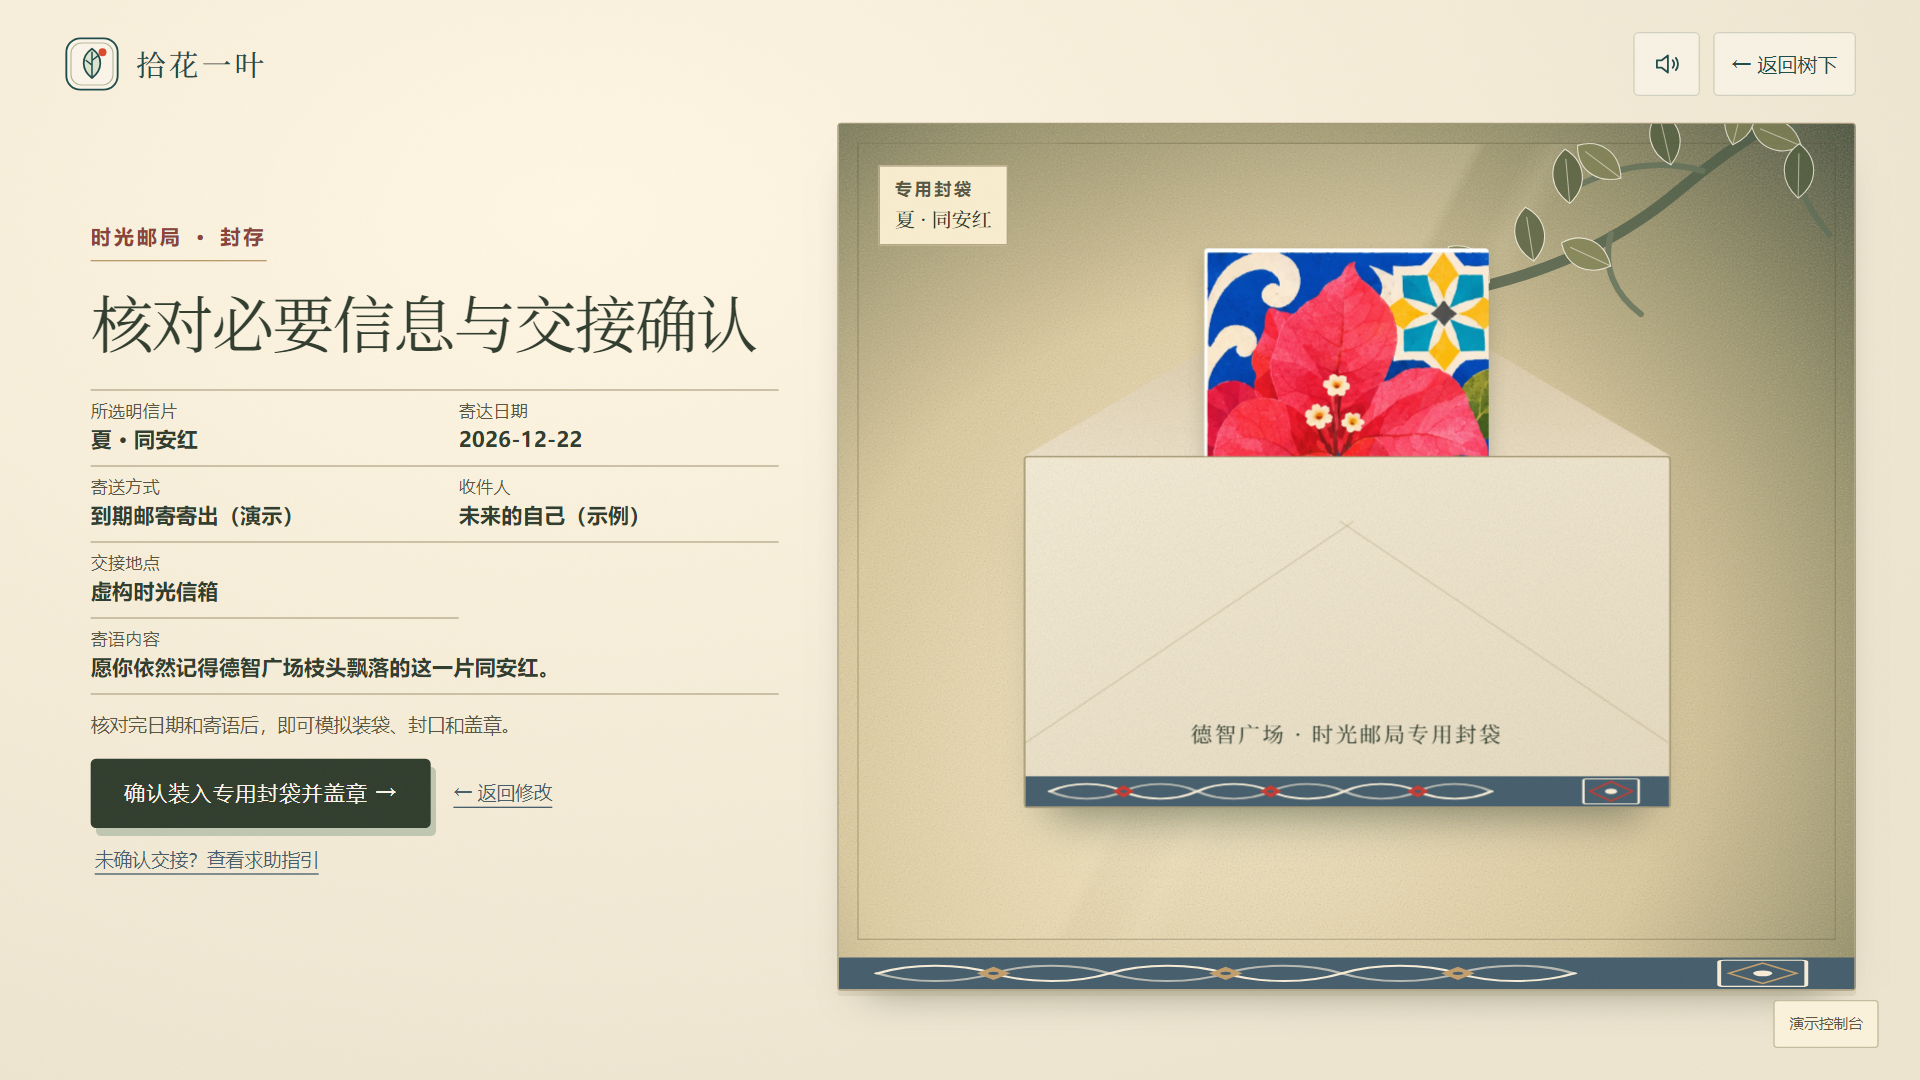 拾花一叶
← 返回树下
时光邮局 · 封存
核对必要信息与交接确认
所选明信片
夏·同安红
寄达日期
2026-12-22
寄送方式
到期邮寄寄出（演示）
收件人
未来的自己（示例）
交接地点
虚构时光信箱
寄语内容
愿你依然记得德智广场枝头飘落的这一片同安红。
核对完日期和寄语后，即可模拟装袋、封口和盖章。
确认装入专用封袋并盖章 →
← 返回修改
未确认交接？查看求助指引
专用封袋
夏 · 同安红
德智广场 · 时光邮局专用封袋
演示控制台